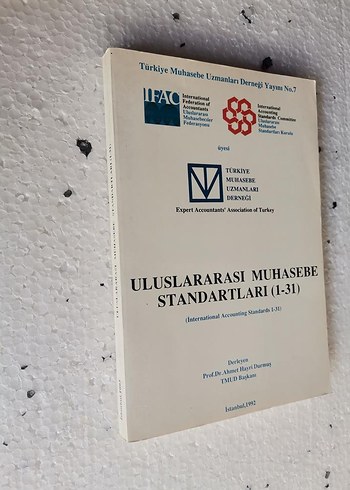 Türkiye Muhasebe Uzmanları Derneği Yayını No.7
IFAC
International
Federation of
Accountants
Uluslararası
Muhasebeciler
Federasyonu
International
Accounting
Standards Committee
Uluslararası
Muhasebe
Standartları Kurulu
üyesi
TÜRKİYE
MUHASEBE
UZMANLARI
DERNEĞİ
Expert Accountants' Association of Turkey
ULUSLARARASI MUHASEBE
STANDARTLARI (1-31)
(International Accounting Standards 1-31)
Derleyen
Prof.Dr Ahmet Hayri Durmuş
TMUD Başkanı
İstanbul,1992